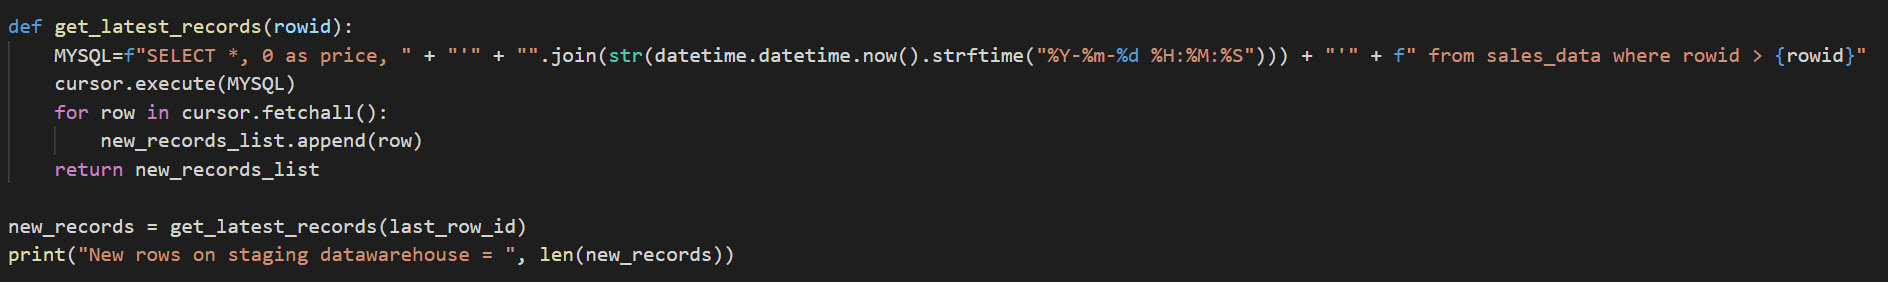 def get_latest_records(rowid):
    MYSQL=f"SELECT *, 0 as price, " + "'" + "".join(str(datetime.datetime.now().strftime("%Y-%m-%d %H:%M:%S"))) + "'" + f" from sales_data where rowid > {rowid}"
    cursor.execute(MYSQL)
    for row in cursor.fetchall():
        new_records_list.append(row)
    return new_records_list

new_records = get_latest_records(last_row_id)
print("New rows on staging datawarehouse = ", len(new_records))